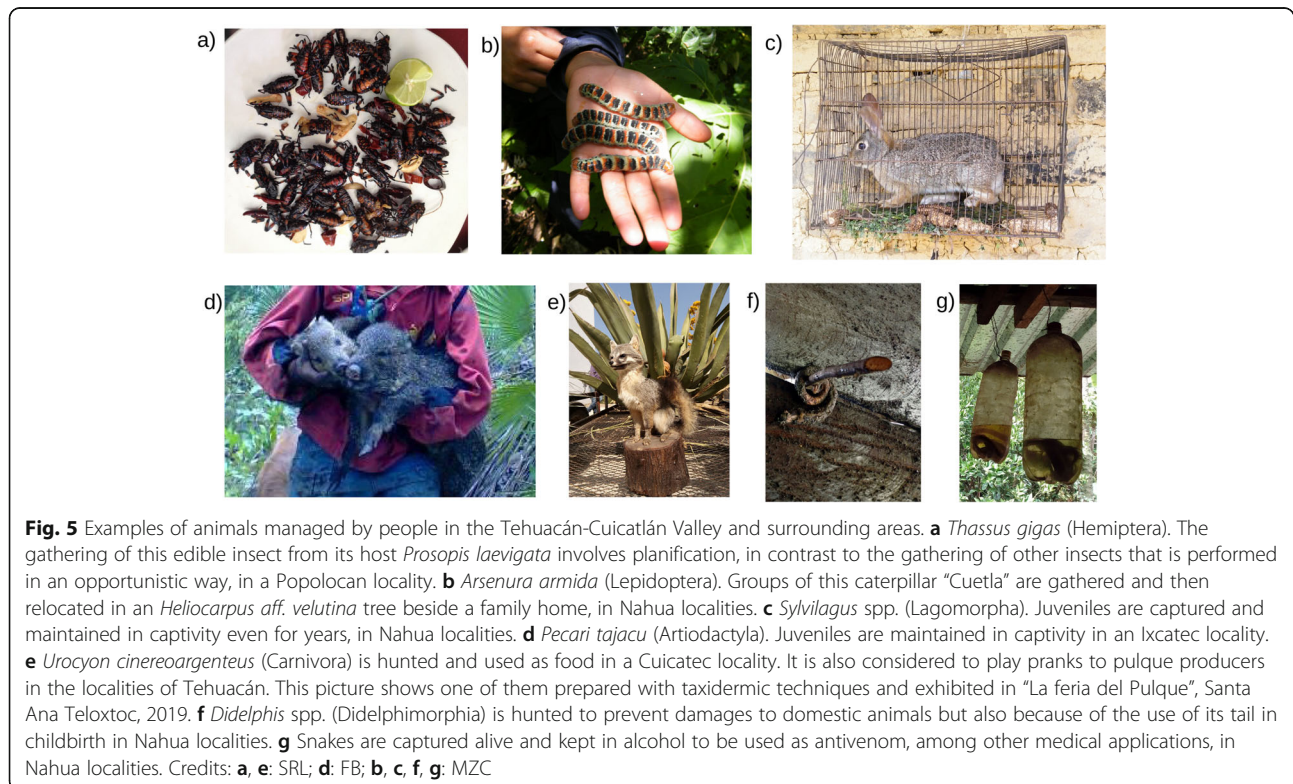 a)
b)
c)
d)
e)
f)
g)
Fig. 5 Examples of animals managed by people in the Tehuacán-Cuicatlán Valley and surrounding areas. a Thassus gigas (Hemiptera). The
gathering of this edible insect from its host Prosopis laevigata involves planification, in contrast to the gathering of other insects that is performed
in an opportunistic way, in a Popolocan locality. b Arsenura armida (Lepidoptera). Groups of this caterpillar “Cuetla” are gathered and then
relocated in an Heliocarpus aff. velutina tree beside a family home, in Nahua localities. c Sylvilagus spp. (Lagomorpha). Juveniles are captured and
maintained in captivity even for years, in Nahua localities. d Pecari tajacu (Artiodactyla). Juveniles are maintained in captivity in an Ixcatec locality.
e Urocyon cinereoargenteus (Carnivora) is hunted and used as food in a Cuicatec locality. It is also considered to play pranks to pulque producers
in the localities of Tehuacán. This picture shows one of them prepared with taxidermic techniques and exhibited in “La feria del Pulque”, Santa
Ana Teloxtoc, 2019. f Didelphis spp. (Didelphimorphia) is hunted to prevent damages to domestic animals but also because of the use of its tail in
childbirth in Nahua localities. g Snakes are captured alive and kept in alcohol to be used as antivenom, among other medical applications, in
Nahua localities. Credits: a, e: SRL; d: FB; b, c, f, g: MZC